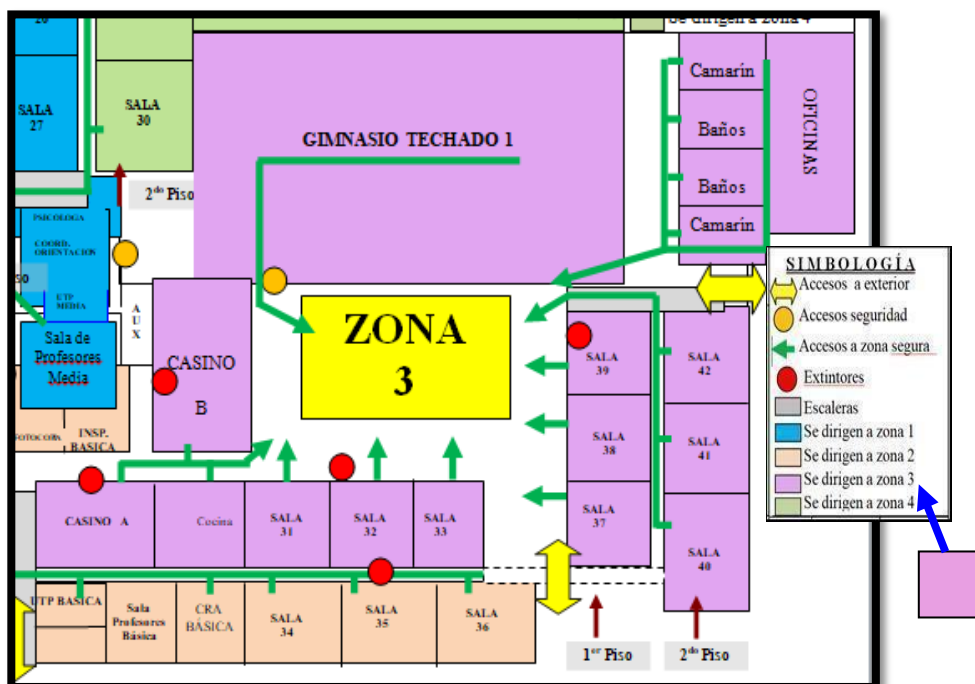 Se dirigen a zona 4
SALA
27
SALA
30
GIMNASIO TECHADO 1
Camarín
Baños
Baños
Camarín
OFICINAS
2do Piso
PSICÓLOGA
COORD.
ORIENTACION
UTP
MEDIA
AUX
Sala de
Profesores
Media
CASINO
B
ZONA
3
INSP.
BASICA
SALA
39
SALA
38
SALA
37
SALA
42
SALA
41
SALA
40
CASINO A
Cocina
SALA
31
SALA
32
SALA
33
UTP BASICA
Sala
Profesores
Básica
CRA
BÁSICA
SALA
34
SALA
35
SALA
36
1er Piso
2do Piso
SIMBOLOGÍA
Accesos a exterior
Accesos seguridad
Accesos a zona segura
Extintores
Escaleras
Se dirigen a zona 1
Se dirigen a zona 2
Se dirigen a zona 3
Se dirigen a zona 4